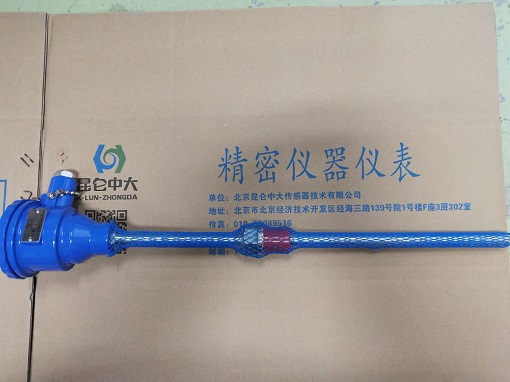 昆仑中大
K-LUN-ZHONGDA
精密仪器仪表
单位: 北京昆仑中大传感器技术有限公司
地址: 北京市北京经济技术开发区经海三路139号院1号楼F座3层302室
传真: 010